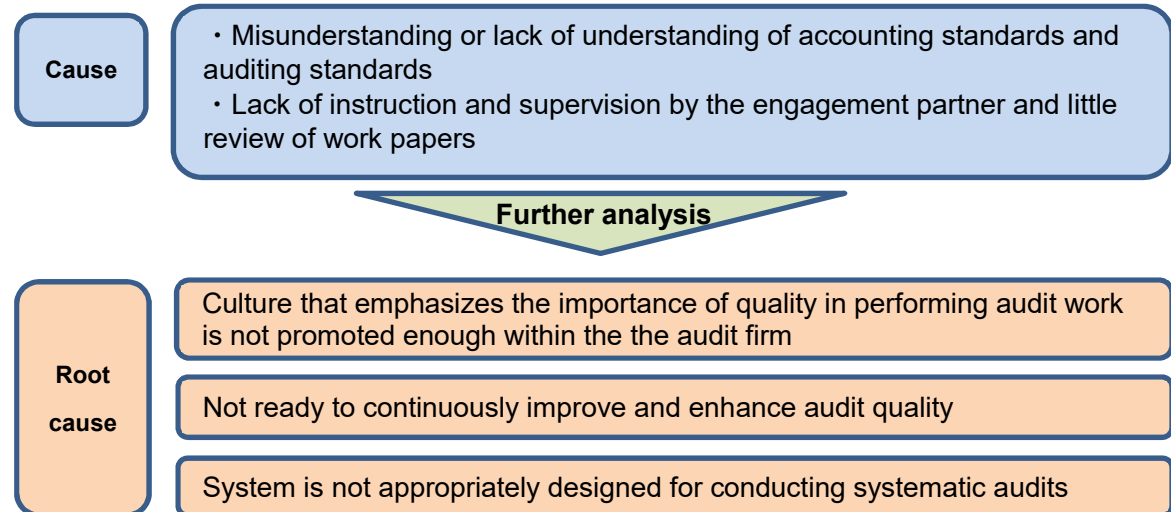 Cause
・Misunderstanding or lack of understanding of accounting standards and
auditing standards
・Lack of instruction and supervision by the engagement partner and little
review of work papers
Further analysis
Root
cause
Culture that emphasizes the importance of quality in performing audit work
is not promoted enough within the the audit firm
Not ready to continuously improve and enhance audit quality
System is not appropriately designed for conducting systematic audits